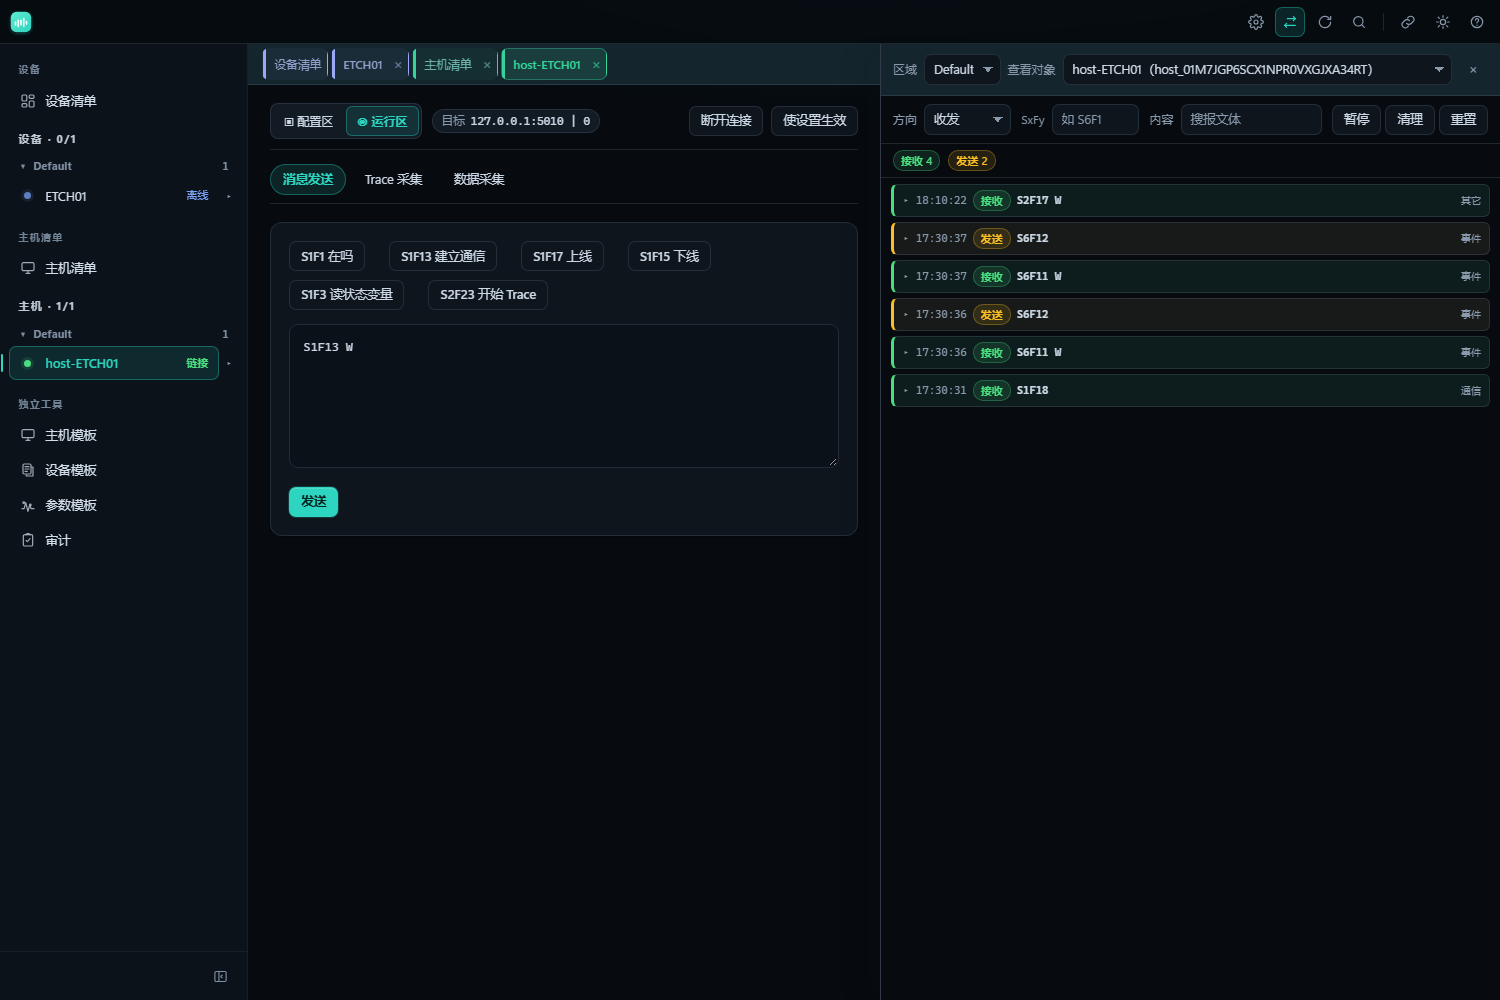 设备
设备清单
设备 · 0/1
Default 1
ETCH01 离线
主机清单
主机清单
主机 · 1/1
Default 1
host-ETCH01 链接
独立工具
主机模板
设备模板
参数模板
审计
设备清单 ETCH01 × 主机清单 × host-ETCH01 ×
配置区 运行区 目标 127.0.0.1:5010 | 0 断开连接 使设置生效
消息发送 Trace 采集 数据采集
S1F1 在吗 S1F13 建立通信 S1F17 上线 S1F15 下线
S1F3 读状态变量 S2F23 开始 Trace
S1F13 W
发送
区域 Default 查看对象 host-ETCH01（host_01M7JGP6SCX1NPR0VXGJXA34RT） ×
方向 收发 SxFy 如 S6F1 内容 搜报文体 暂停 清理 重置
接收 4 发送 2
18:10:22 接收 S2F17 W 其它
17:30:37 发送 S6F12 事件
17:30:37 接收 S6F11 W 事件
17:30:36 发送 S6F12 事件
17:30:36 接收 S6F11 W 事件
17:30:31 接收 S1F18 通信